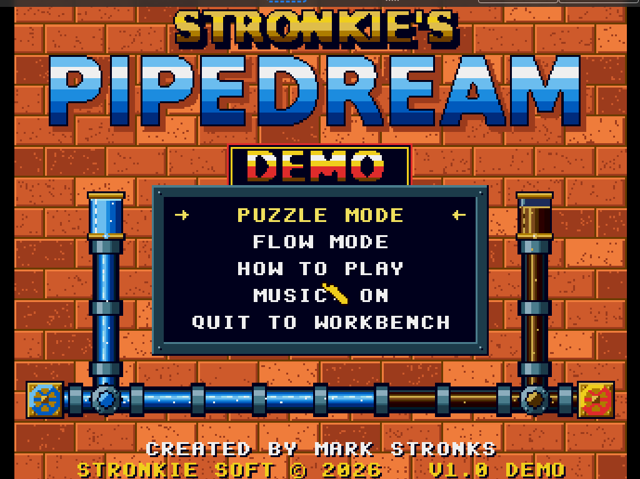 STRONKIE'S
PIPEDREAM
DEMO
PUZZLE MODE
FLOW MODE
HOW TO PLAY
MUSIC ON
QUIT TO WORKBENCH
CREATED BY MARK STRONKS
STRONKIE SOFT © 2026 V1.0 DEMO